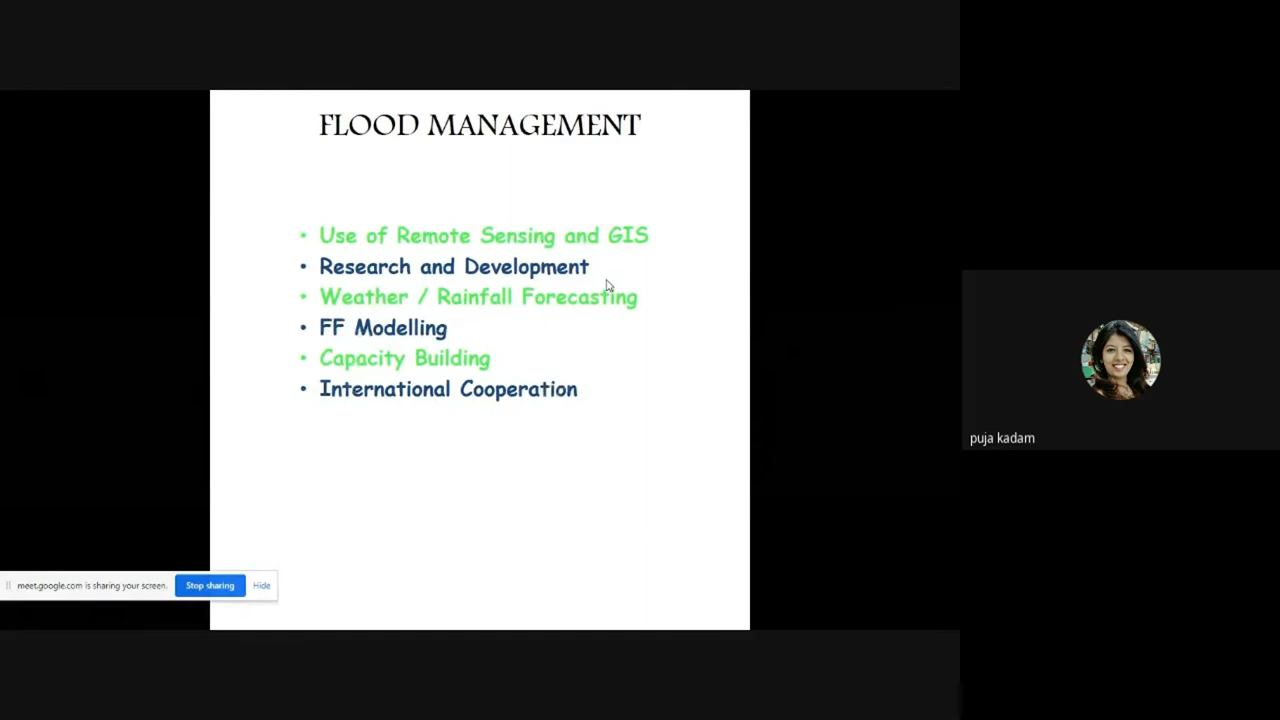 FLOOD MANAGEMENT
• Use of Remote Sensing and GIS
• Research and Development
• Weather / Rainfall Forecasting
• FF Modelling
• Capacity Building
• International Cooperation
puja kadam
meet.google.com is sharing your screen. Stop sharing Hide